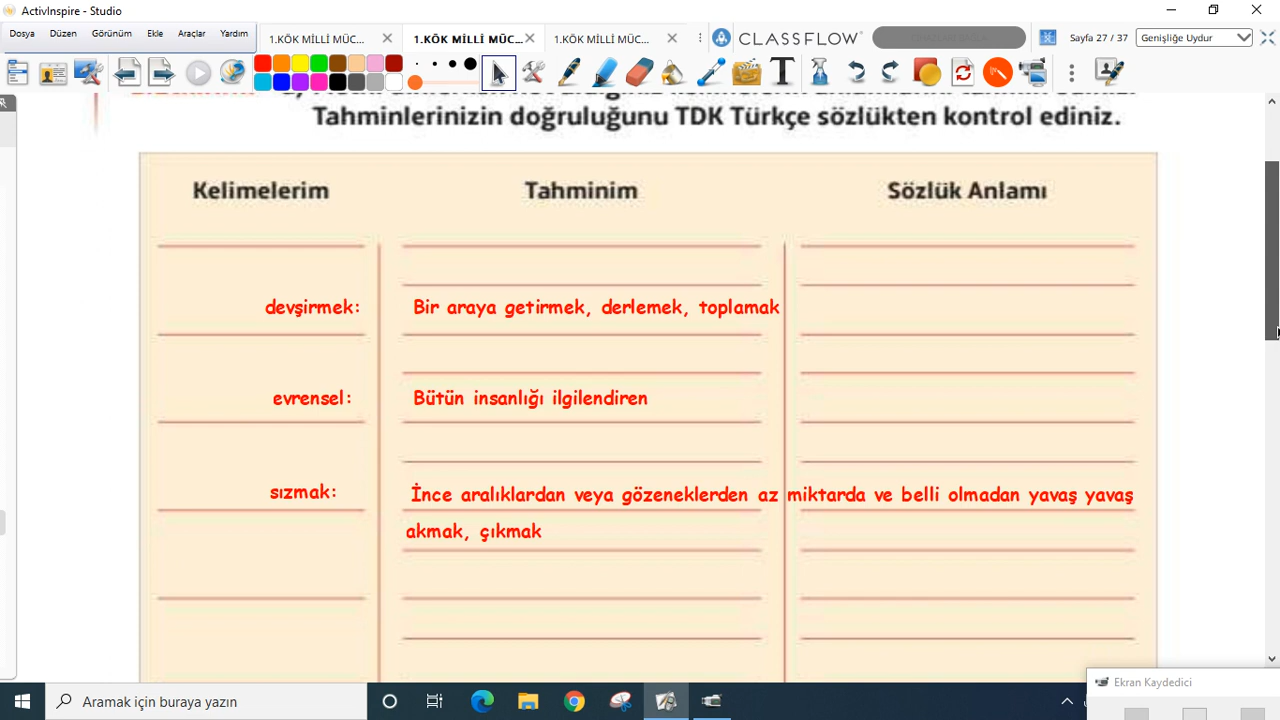 ActivInspire - Studio
Dosya Düzen Görünüm Ekle Araçlar Yardım
1.KÖK MİLLİ MÜC...
1.KÖK MİLLİ MÜC...
1.KÖK MİLLİ MÜC...
CLASSFLOW
Sayfa 27 / 37
Genişliğe Uydur
Tahminlerinizin doğruluğunu TDK Türkçe sözlükten kontrol ediniz.
Kelimelerim Tahminim Sözlük Anlamı
devşirmek: Bir araya getirmek, derlemek, toplamak
evrensel: Bütün insanlığı ilgilendiren
sızmak: İnce aralıklardan veya gözeneklerden az miktarda ve belli olmadan yavaş yavaş
akmak, çıkmak
Ekran Kaydedici
Aramak için buraya yazın